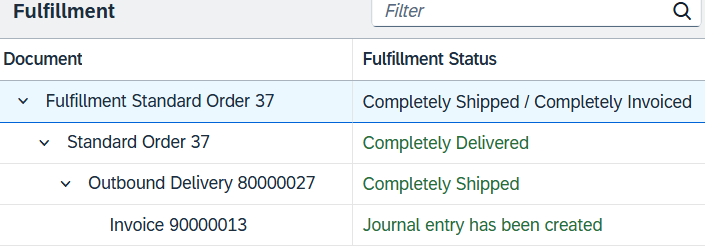 Fulfillment
Filter
Document Fulfillment Status
Fulfillment Standard Order 37 Completely Shipped / Completely Invoiced
Standard Order 37 Completely Delivered
Outbound Delivery 80000027 Completely Shipped
Invoice 90000013 Journal entry has been created